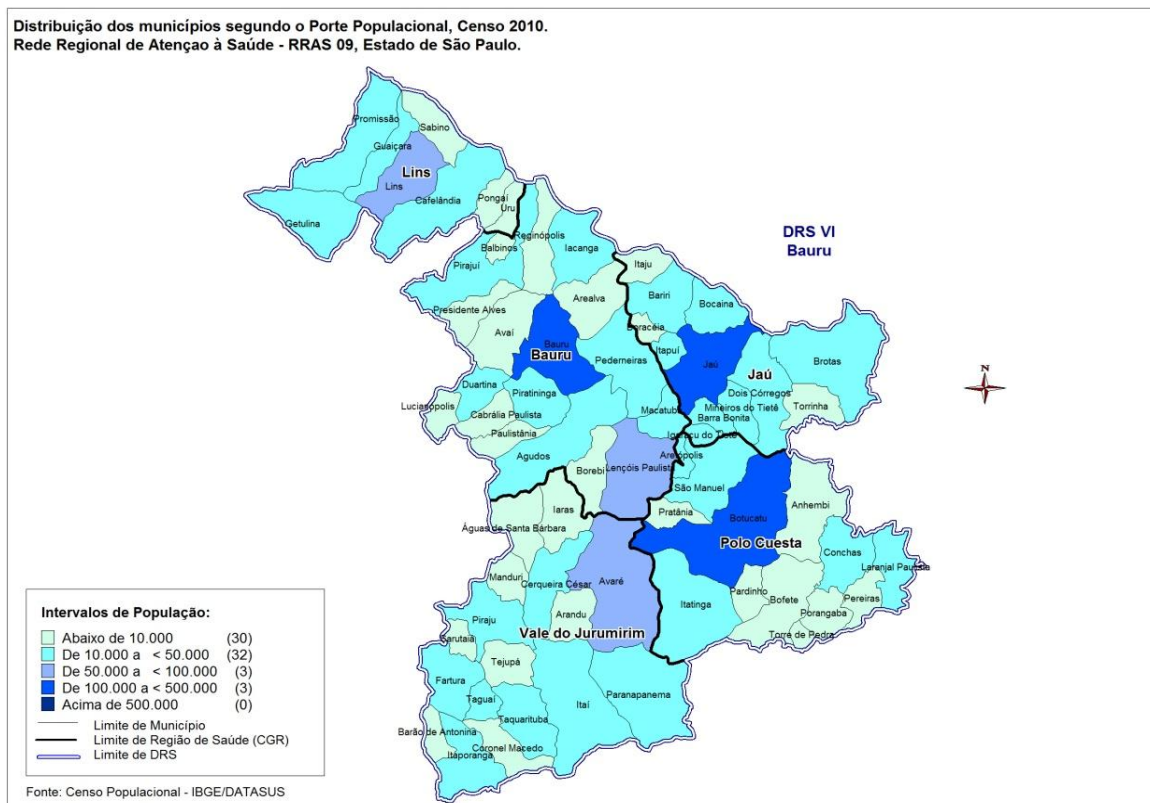 Distribuição dos municípios segundo o Porte Populacional, Censo 2010.
Rede Regional de Atençao à Saúde - RRAS 09, Estado de São Paulo.
Promissão
Sabino
Guaiçara
Lins
Lins
Cafelândia
Pongaí
Uru
Getulina
DRS VI
Bauru
Balbinos
Reginópolis
Iacanga
Pirajuí
Itaju
Arealva
Bariri
Bocaina
Presidente Alves
Avaí
Boracéia
Bauru
Bauru
Itapuí
Jaú
Brotas
Pederneiras
Jaú
Duartina
Piratininga
Dois Córregos
Lucianópolis
Cabrália Paulista
Macatuba
Mineiros do Tietê
Torrinha
Barra Bonita
Paulistânia
Igaraçu do Tietê
Agudos
Areiópolis
Borebi
Lençóis Paulista
São Manuel
Iaras
Pratânia
Botucatu
Anhembi
Águas de Santa Bárbara
Polo Cuesta
Conchas
Laranjal Paulista
Manduri
Cerqueira César
Avaré
Itatinga
Pardinho
Bofete
Pereiras
Porangaba
Arandu
Piraju
Vale do Jurumirim
Torre de Pedra
Sarutaiá
Tejupá
Fartura
Taguaí
Paranapanema
Itaí
Taquarituba
Barão de Antonina
Coronel Macedo
Itaporanga
N
Intervalos de População:
Abaixo de 10.000 (30)
De 10.000 a < 50.000 (32)
De 50.000 a < 100.000 (3)
De 100.000 a < 500.000 (3)
Acima de 500.000 (0)
Limite de Município
Limite de Região de Saúde (CGR)
Limite de DRS
Fonte: Censo Populacional - IBGE/DATASUS